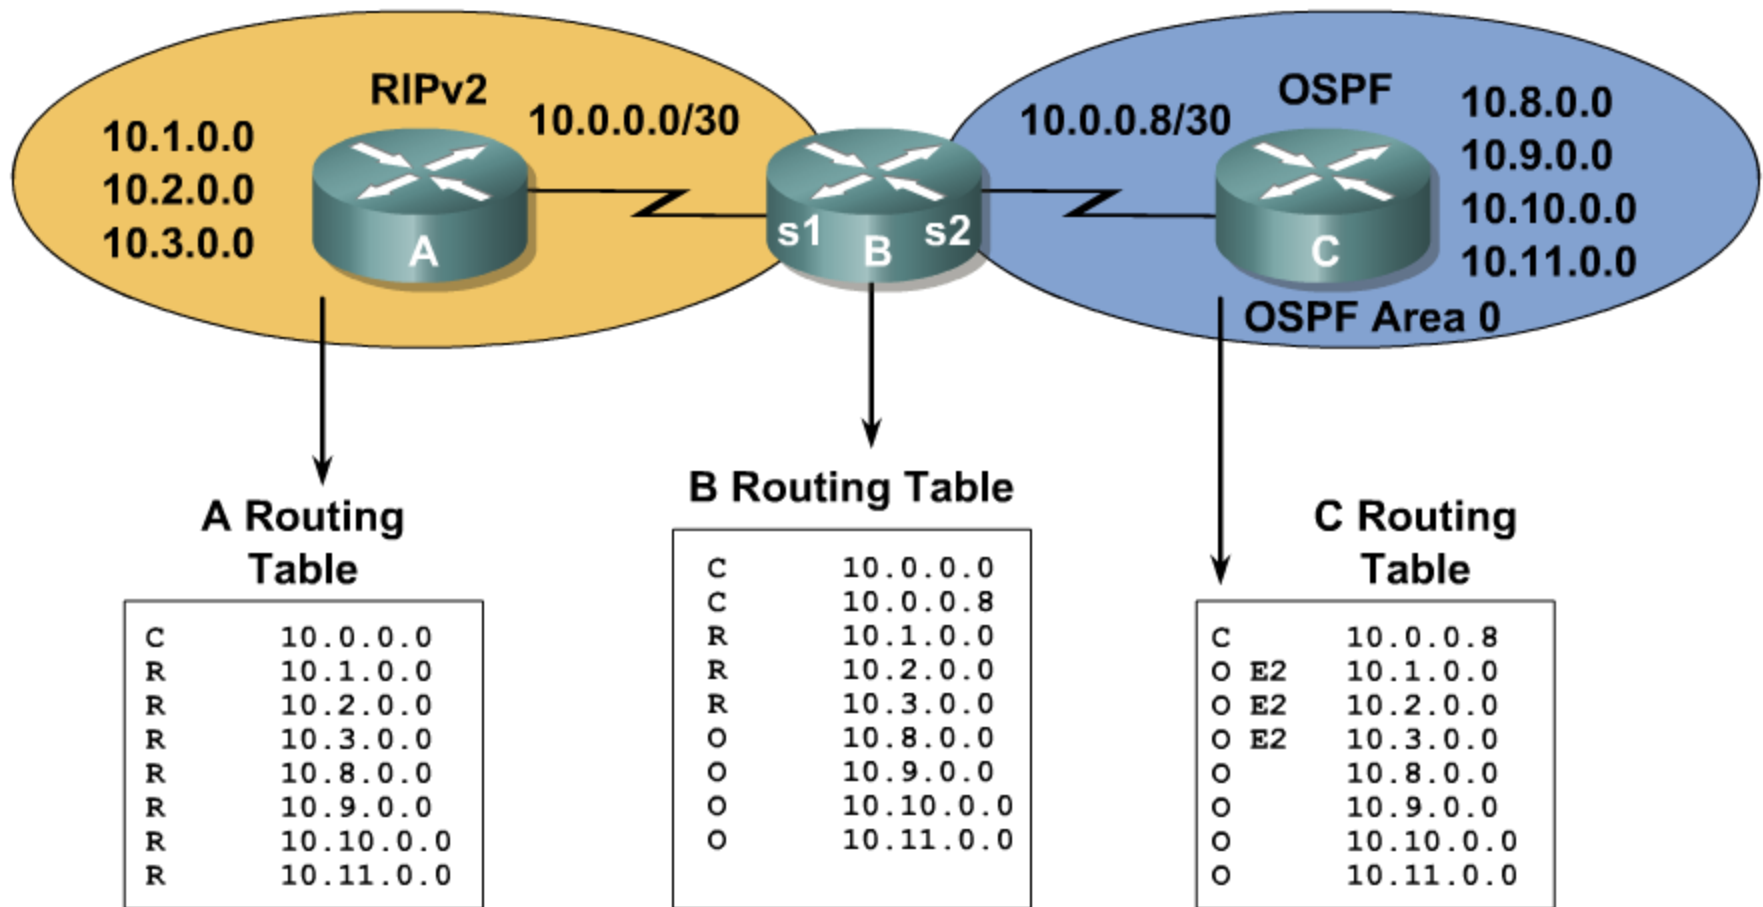 RIPv2
10.0.0.0/30
10.1.0.0
10.2.0.0
10.3.0.0
A
s1
B
s2
10.0.0.8/30
OSPF
10.8.0.0
10.9.0.0
10.10.0.0
10.11.0.0
C
OSPF Area 0
A Routing
Table
C 10.0.0.0
R 10.1.0.0
R 10.2.0.0
R 10.3.0.0
R 10.8.0.0
R 10.9.0.0
R 10.10.0.0
R 10.11.0.0
B Routing Table
C 10.0.0.0
C 10.0.0.8
R 10.1.0.0
R 10.2.0.0
R 10.3.0.0
O 10.8.0.0
O 10.9.0.0
O 10.10.0.0
O 10.11.0.0
C Routing
Table
C 10.0.0.8
O E2 10.1.0.0
O E2 10.2.0.0
O E2 10.3.0.0
O 10.8.0.0
O 10.9.0.0
O 10.10.0.0
O 10.11.0.0